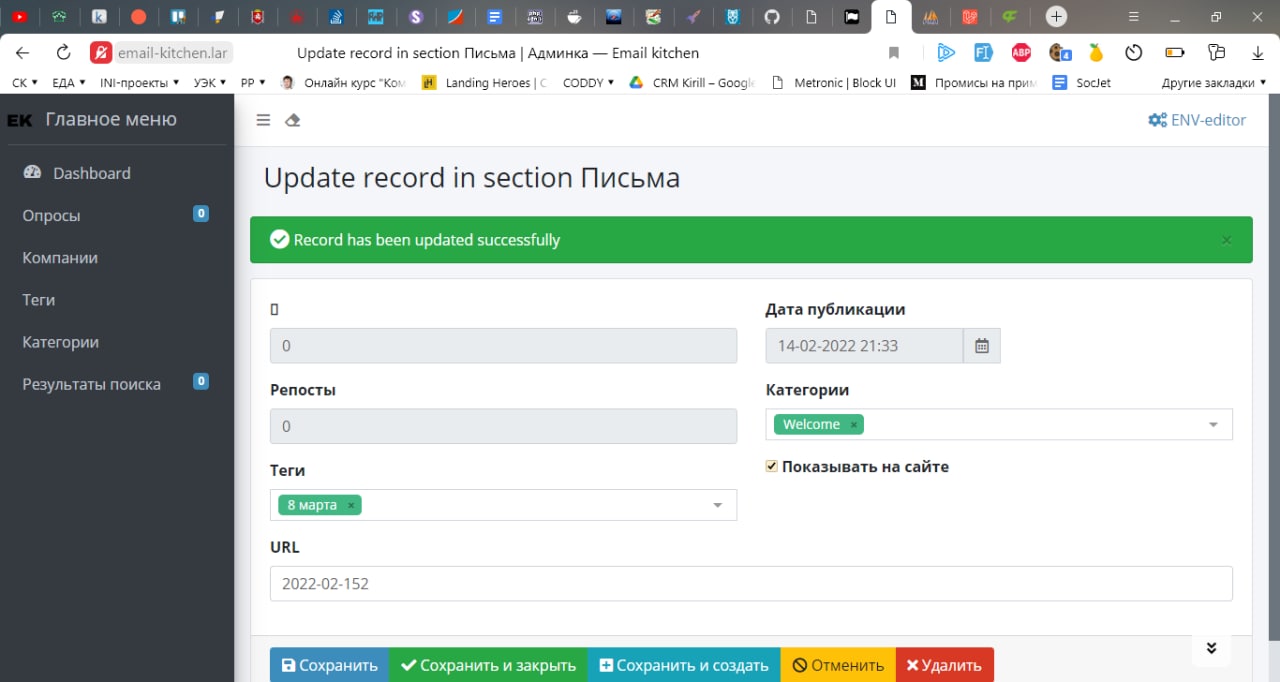 email-kitchen.lar
Update record in section Письма | Админка — Email kitchen
ABP
4
СК
ЕДА
INI-проекты
УЭК
PP
Онлайн курс "Ком
Landing Heroes | С
CODDY
CRM Kirill – Google
Metronic | Block UI
M
Промисы на прим
SocJet
Другие закладки
EK Главное меню
ENV-editor
Dashboard
Опросы 0
Компании
Теги
Категории
Результаты поиска 0
Update record in section Письма
Record has been updated successfully ×
0
Дата публикации
14-02-2022 21:33
Репосты
0
Категории
Welcome ×
Показывать на сайте
Теги
8 марта ×
URL
2022-02-152
Сохранить
Сохранить и закрыть
Сохранить и создать
Отменить
Удалить